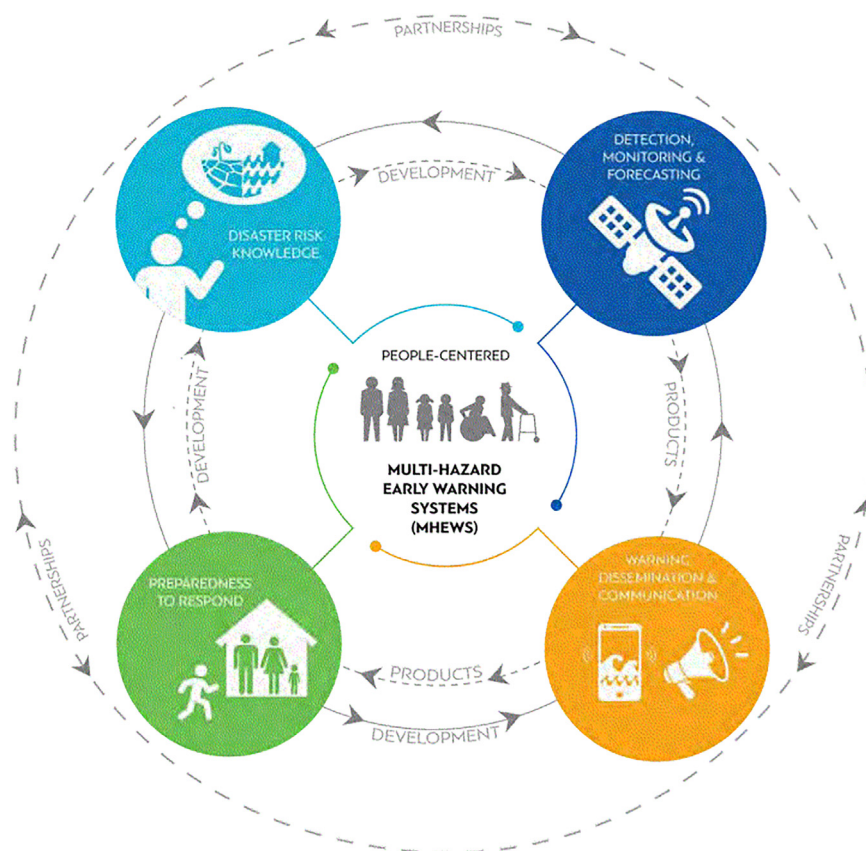 PARTNERSHIPS
DETECTION,
MONITORING &
FORECASTING
DEVELOPMENT
DISASTER RISK
KNOWLEDGE
PEOPLE-CENTERED
MULTI-HAZARD
EARLY WARNING
SYSTEMS
(MHEWS)
DEVELOPMENT
PRODUCTS
PREPAREDNESS
TO RESPOND
WARNING
DISSEMINATION &
COMMUNICATION
PARTNERSHIPS
PARTNERSHIPS
PRODUCTS
DEVELOPMENT